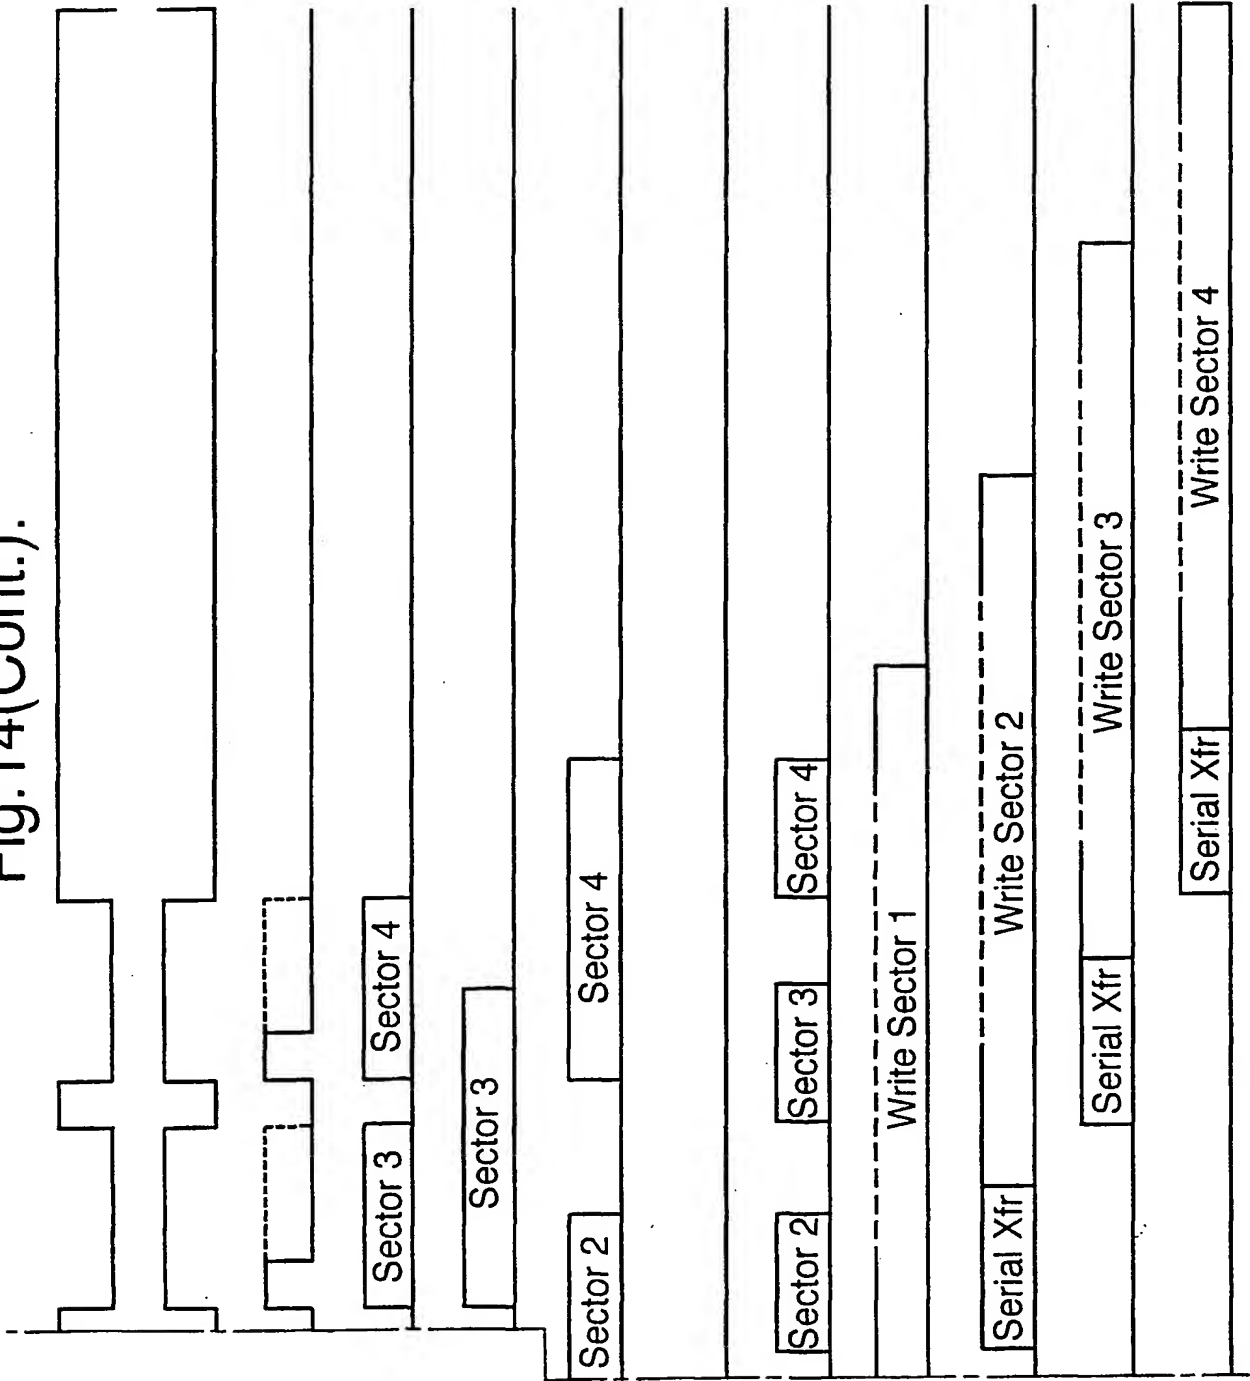 Fig.14(Cont.).
Sector 3
Sector 4
Sector 3
Sector 2
Sector 4
Sector 2
Sector 3
Sector 4
Write Sector 1
Serial Xfr
Write Sector 2
Serial Xfr
Write Sector 3
Serial Xfr
Write Sector 4